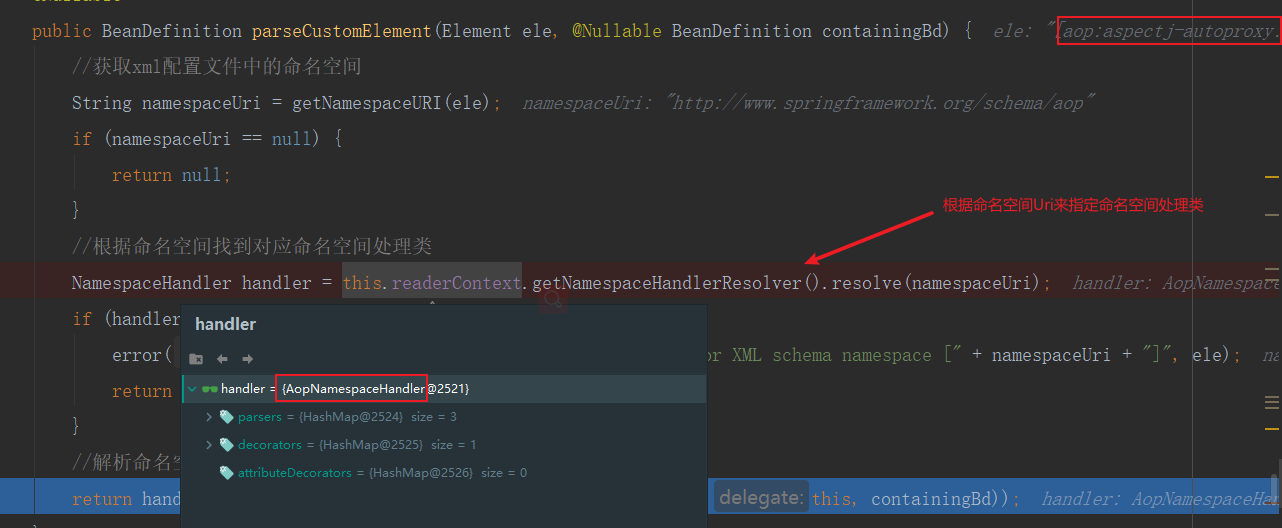 public BeanDefinition parseCustomElement(Element ele, @Nullable BeanDefinition containingBd) { ele: "[aop:aspectj-autoproxy:
//获取xml配置文件中的命名空间
String namespaceUri = getNamespaceURI(ele); namespaceUri: "http://www.springframework.org/schema/aop"
if (namespaceUri == null) {
return null;
}
根据命名空间Uri来指定命名空间处理类
//根据命名空间找到对应命名空间处理类
NamespaceHandler handler = this.readerContext.getNamespaceHandlerResolver().resolve(namespaceUri); handler: AopNamespace
if (handler
handler
error( or XML schema namespace [" + namespaceUri + "]", ele); na
return
handler = {AopNamespaceHandler@2521}
parsers = {HashMap@2524} size = 3
}
decorators = {HashMap@2525} size = 1
//解析命名空
attributeDecorators = {HashMap@2526} size = 0
return hand delegate: this, containingBd)); handler: AopNamespaceHan